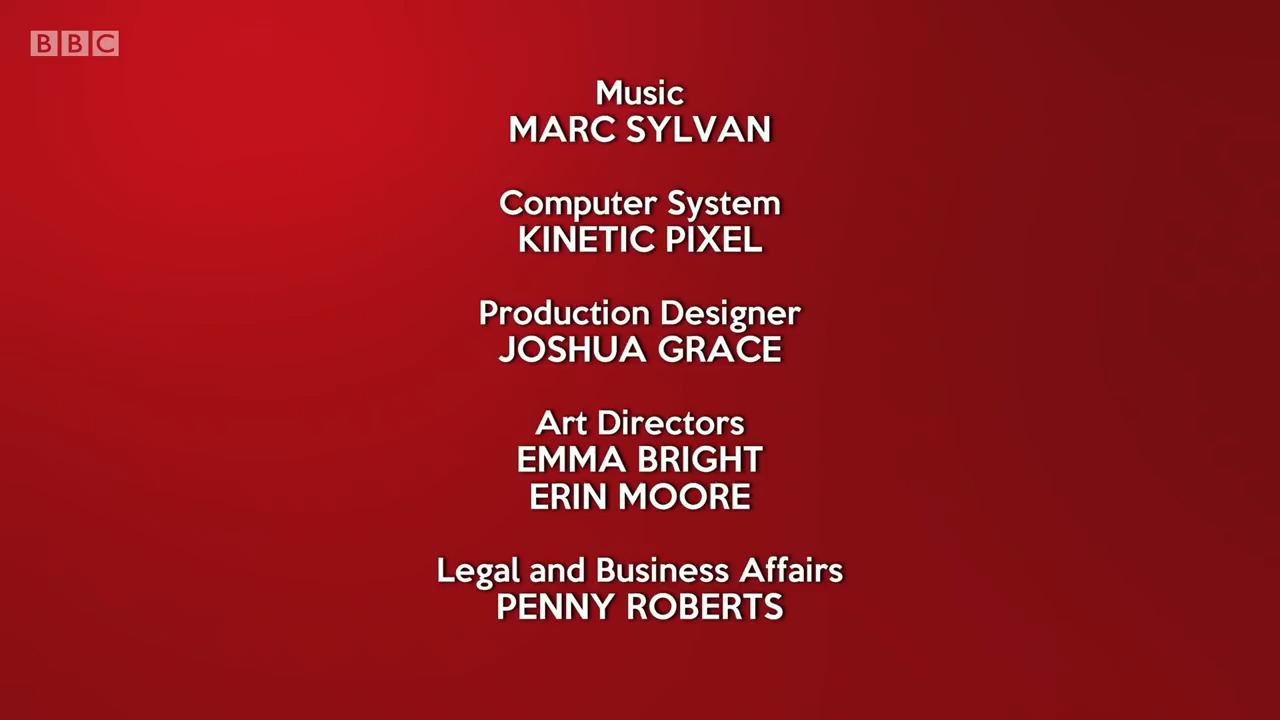 BBC
Music
MARC SYLVAN
Computer System
KINETIC PIXEL
Production Designer
JOSHUA GRACE
Art Directors
EMMA BRIGHT
ERIN MOORE
Legal and Business Affairs
PENNY ROBERTS